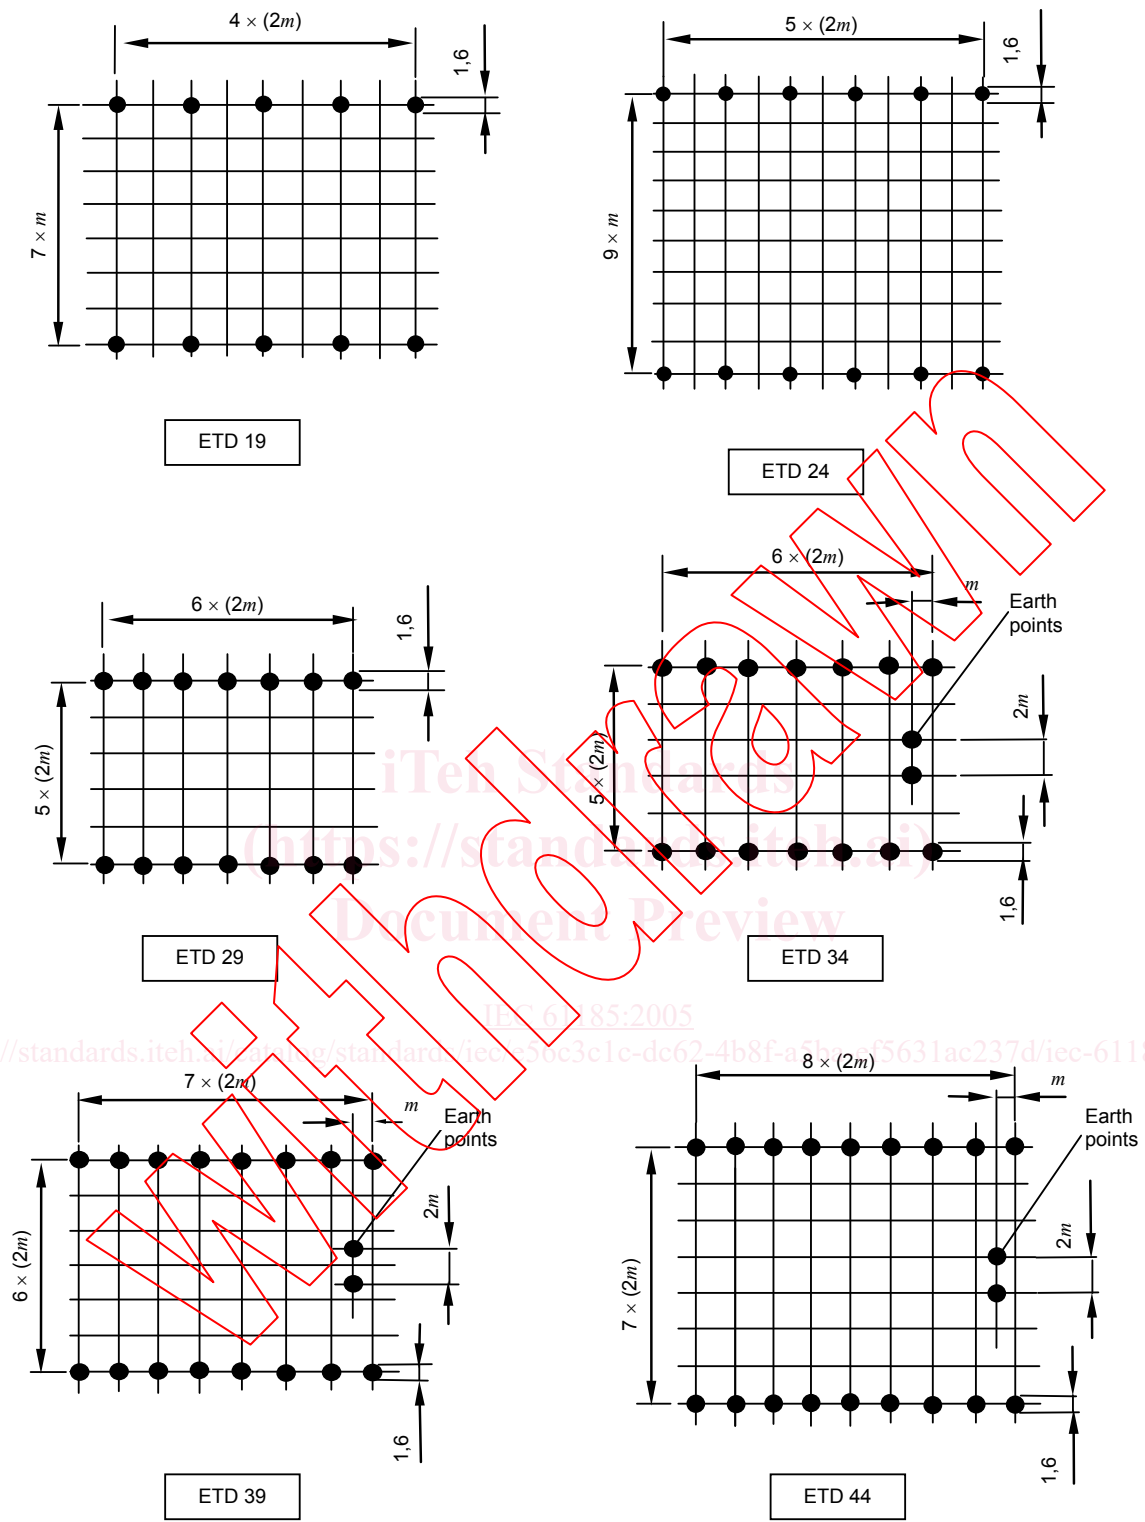 4 × (2m)
1,6
7 × m
ETD 19
5 × (2m)
1,6
9 × m
ETD 24
6 × (2m)
1,6
5 × (2m)
ETD 29
6 × (2m)
m
Earth
points
2m
5 × (2m)
1,6
ETD 34
iTeh Standards
(https://standards.iteh.ai)
Document Preview
IEC 61185:2005
Withdrawn
7 × (2m)
m
Earth
points
2m
6 × (2m)
1,6
ETD 39
8 × (2m)
m
Earth
points
2m
7 × (2m)
1,6
ETD 44